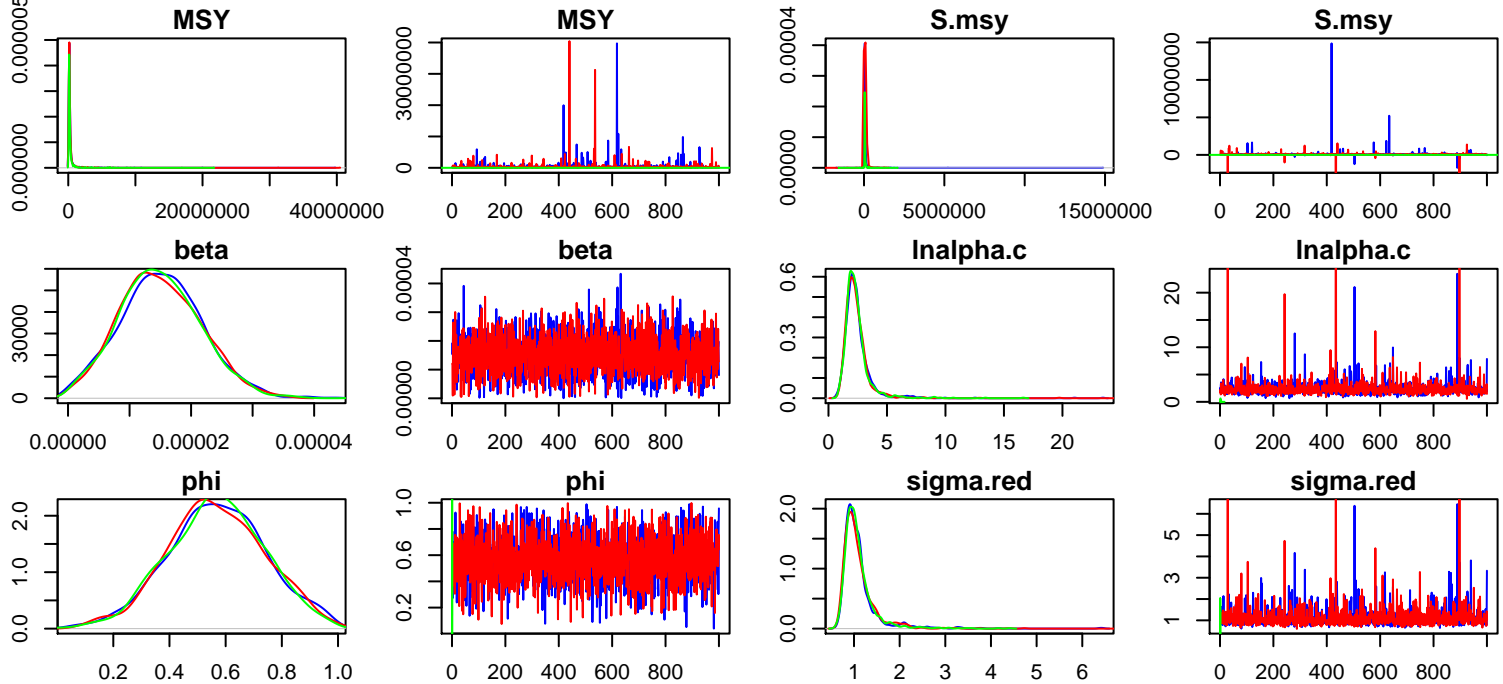 MSY MSY S.msy S.msy
0.0000000 0.0000005
0 20000000 40000000
0 30000000
0 200 400 600 800
0.00000 0.00004
0 5000000 15000000
0 10000000
0 200 400 600 800
beta beta lnalpha.c lnalpha.c
0 30000
0.000000 0.00002 0.00004
0.00000 0.00004
0 200 400 600 800
0.0 0.3 0.6
0 5 10 15 20
0 10 20
0 200 400 600 800
phi phi sigma.red sigma.red
0.0 1.0 2.0
0.2 0.4 0.6 0.8 1.0
0.2 0.6 1.0
0 200 400 600 800
0.0 1.0 2.0
1 2 3 4 5 6
1 3 5
0 200 400 600 800